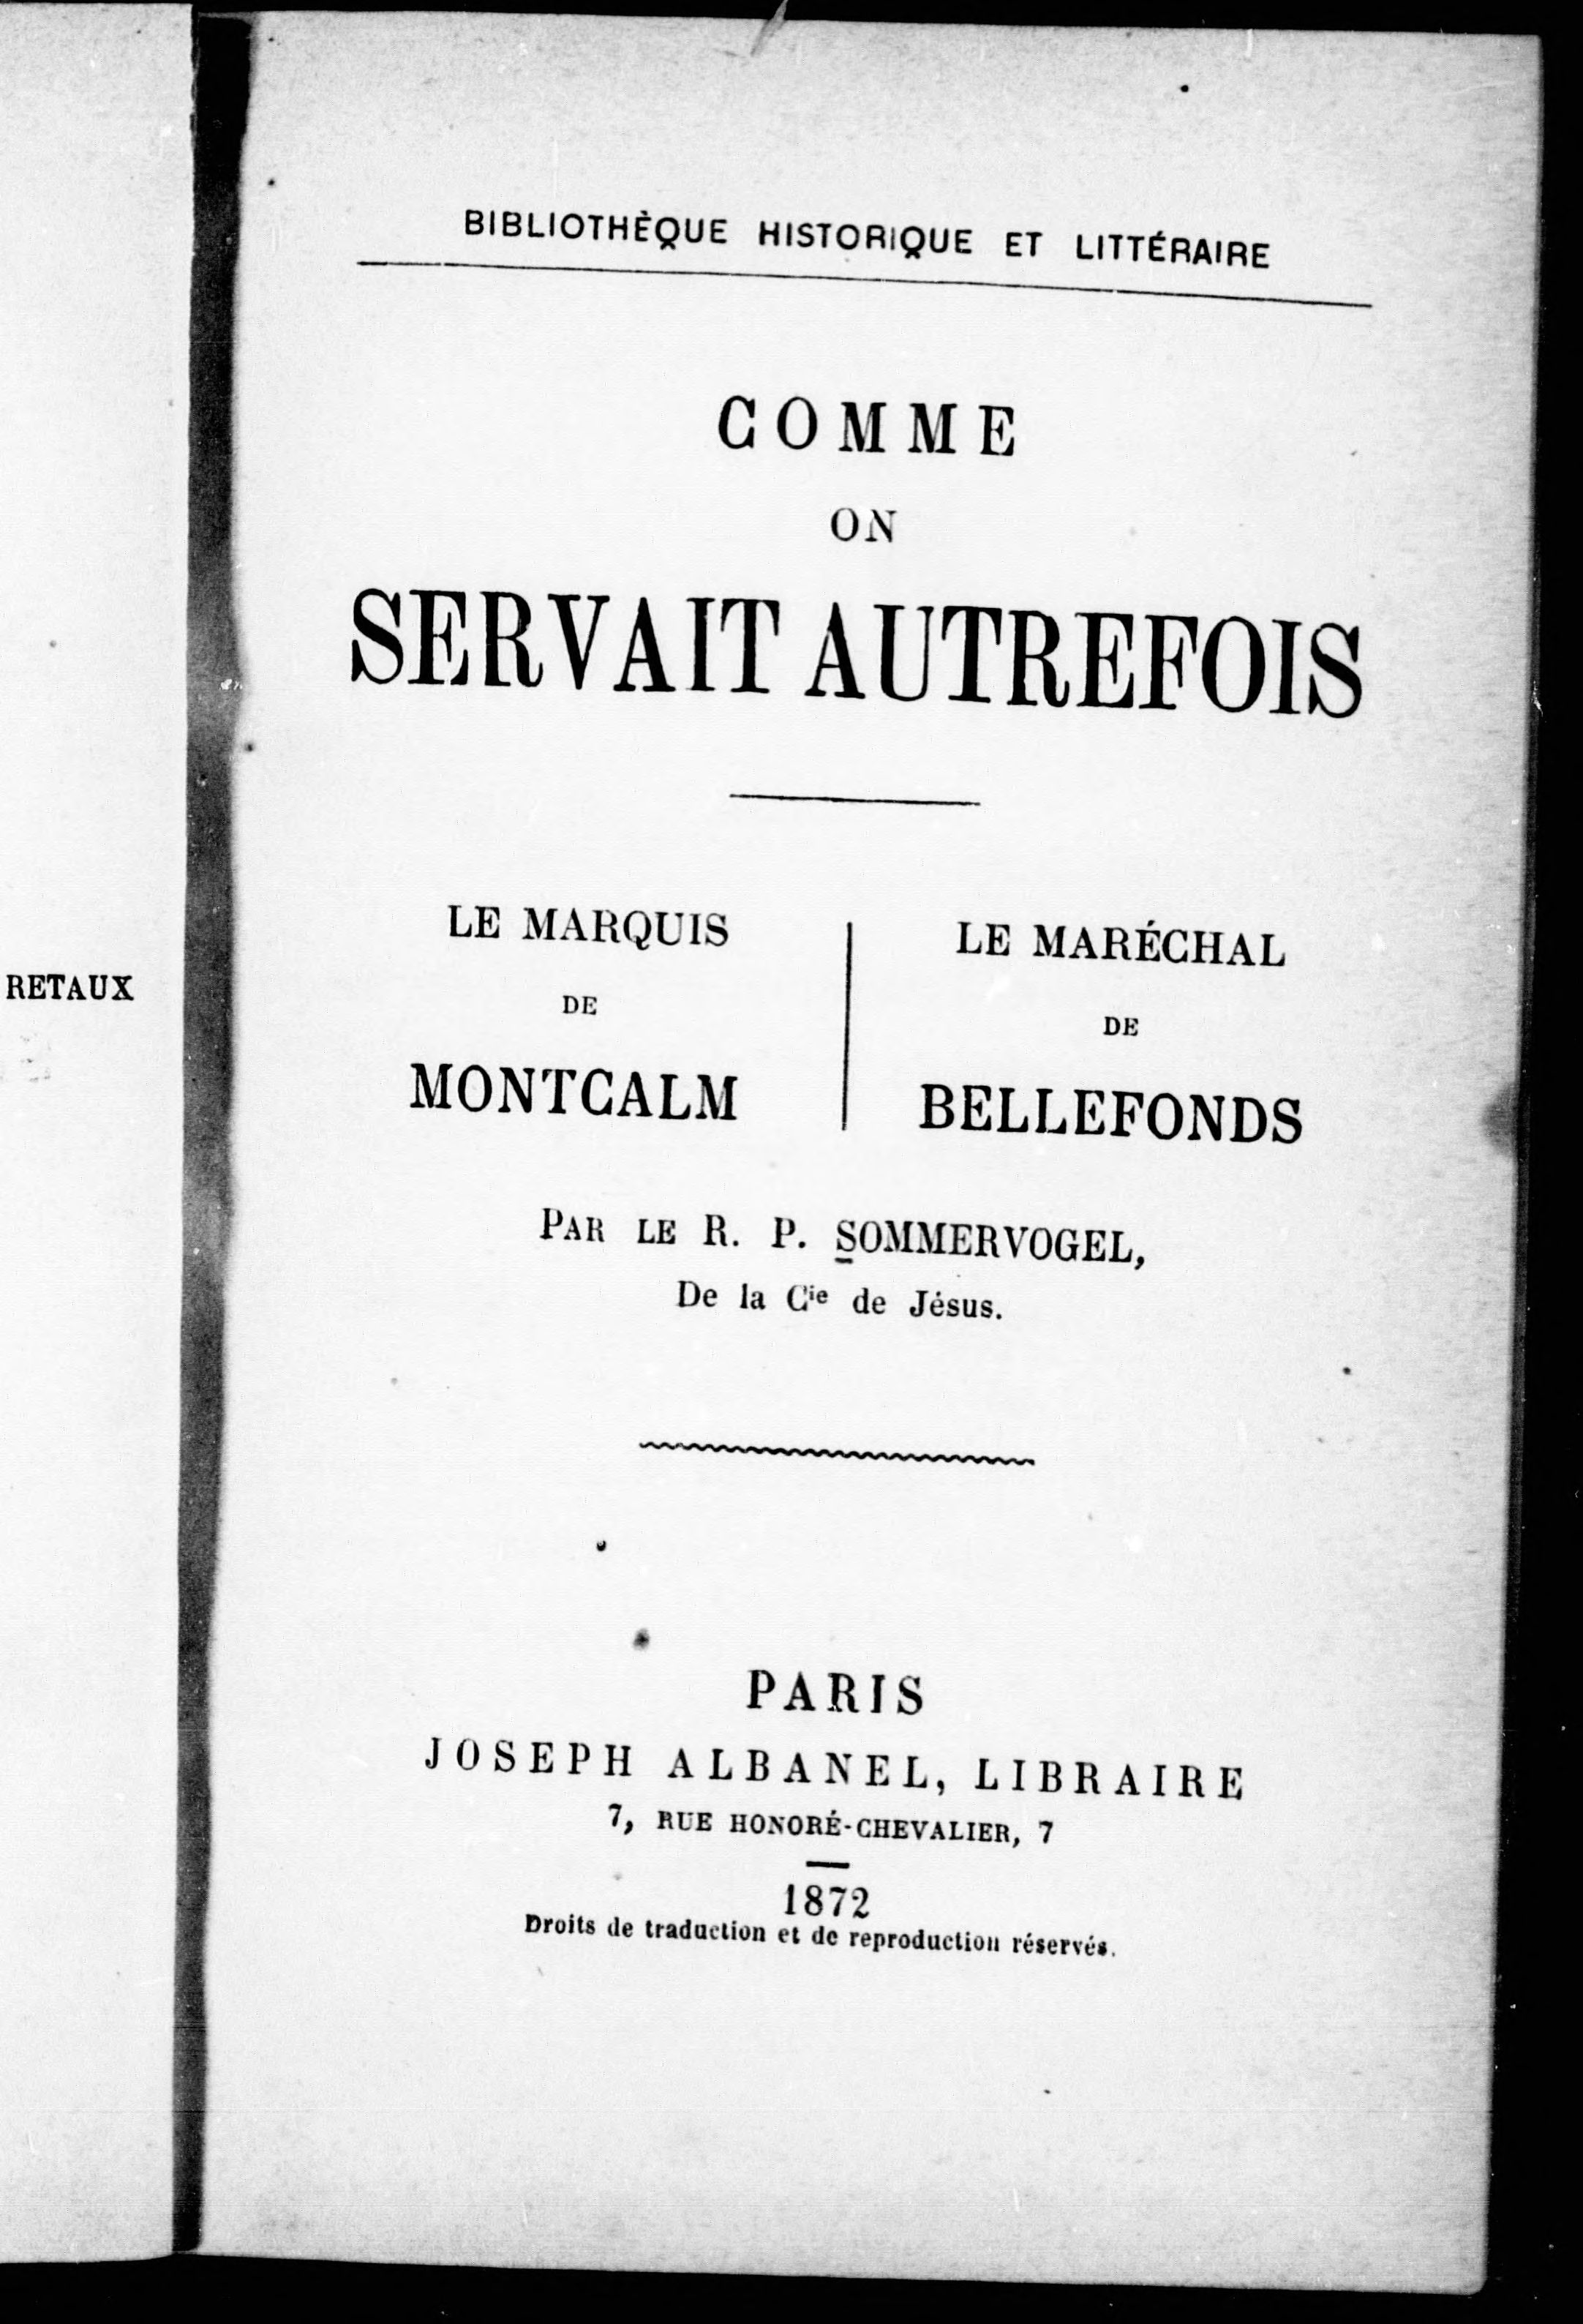 RETAUX
BIBLIOTHÈQUE HISTORIQUE ET LITTÉRAIRE
COMME
ON
SERVAIT AUTREFOIS
LE MARQUIS
DE
MONTCALM
LE MARÉCHAL
DE
BELLEFONDS
PAR LE R. P. SOMMERVOGEL,
De la Cie de Jésus.
PARIS
JOSEPH ALBANEL, LIBRAIRE
7, RUE HONORÉ-CHEVALIER, 7
1872
Droits de traduction et de reproduction réservés.